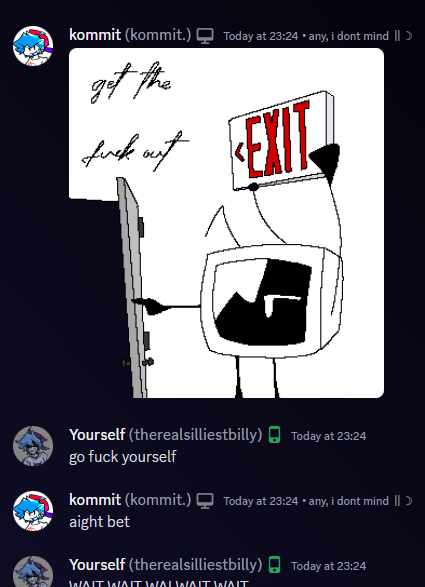 kommit (kommit.) Today at 23:24 • any, i dont mind || ☽
get the
fuck out
<EXIT
Yourself (therealsilliestbilly) Today at 23:24
go fuck yourself
kommit (kommit.) Today at 23:24 • any, i dont mind || ☽
aight bet
Yourself (therealsilliestbilly) Today at 23:24
WAIT WAIT WAI WAIT WAIT